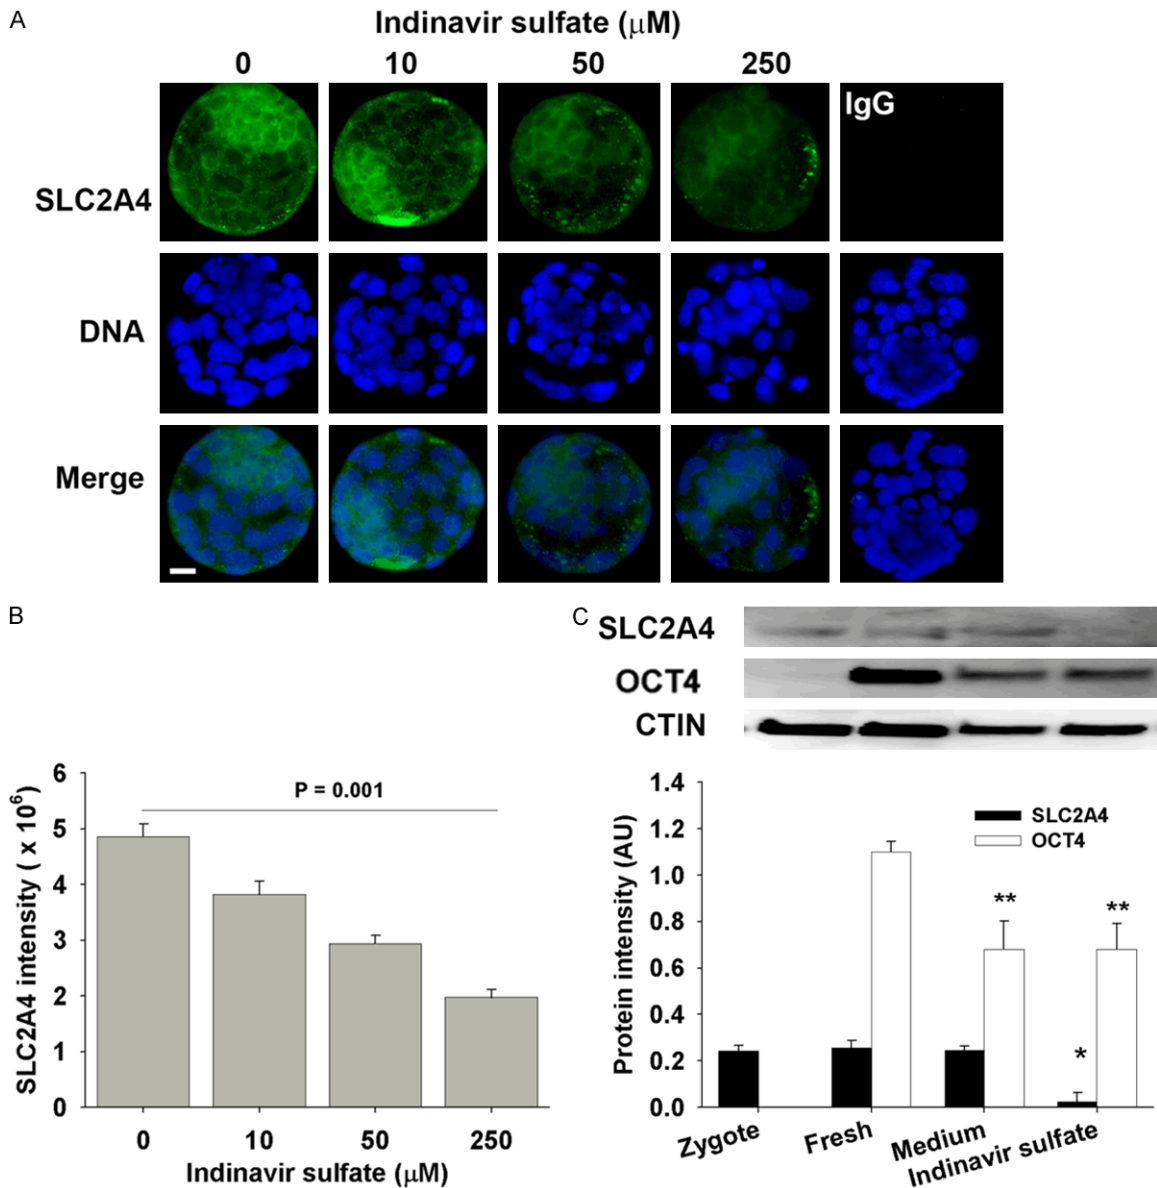 A
Indinavir sulfate (μM)
0 10 50 250
IgG
SLC2A4
DNA
Merge
B
SLC2A4 intensity ( x 10⁶)
6
5
4
3
2
1
0
P = 0.001
0 10 50 250
Indinavir sulfate (μM)
C
SLC2A4
OCT4
CTIN
Protein intensity (AU)
1.4
1.2
1.0
0.8
0.6
0.4
0.2
0.0
SLC2A4
OCT4
**
**
*
Zygote Fresh Medium Indinavir sulfate